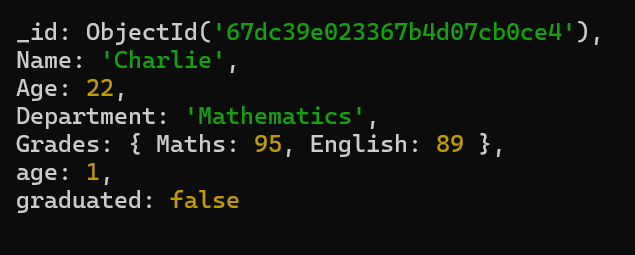 _id: ObjectId('67dc39e023367b4d07cb0ce4'),
Name: 'Charlie',
Age: 22,
Department: 'Mathematics',
Grades: { Maths: 95, English: 89 },
age: 1,
graduated: false